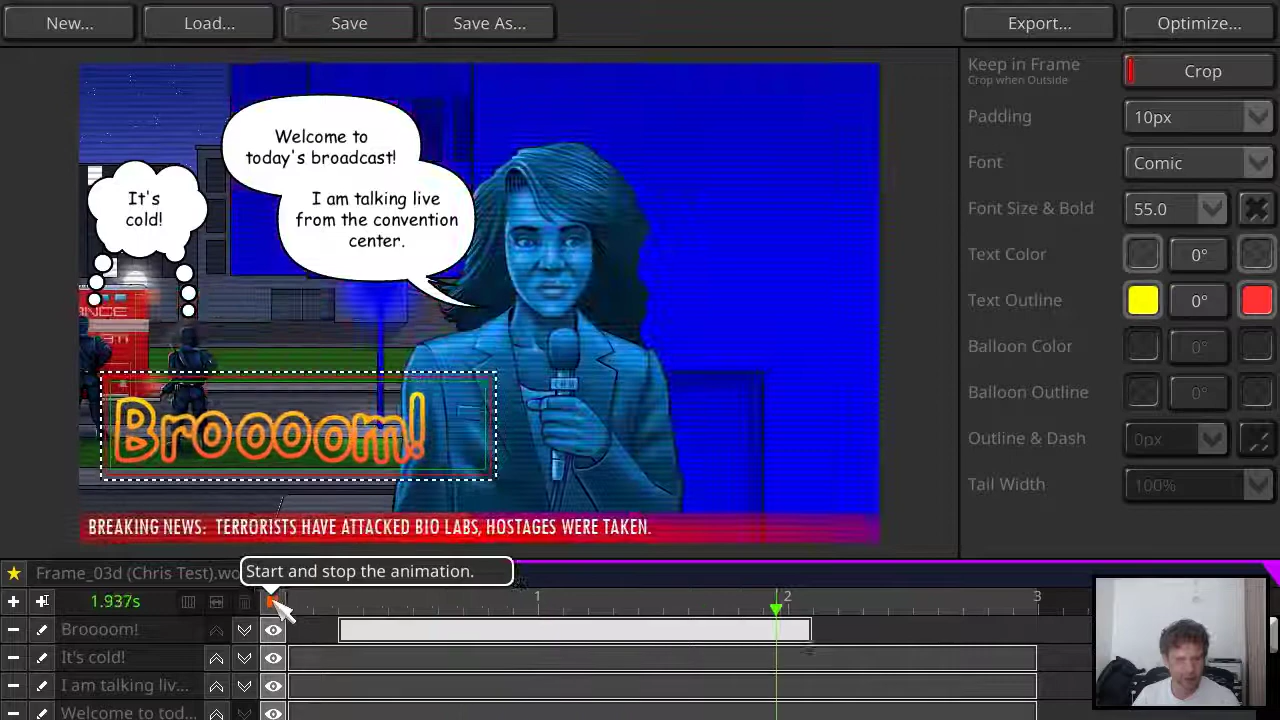 New...
Load...
Save
Save As...
Export...
Optimize...
Keep in Frame
Crop when Outside
Crop
Padding
10px
Font
Comic
Font Size & Bold
55.0
Text Color
0°
Text Outline
0°
Balloon Color
0°
Balloon Outline
0°
Outline & Dash
0px
Tail Width
100%
Welcome to
today's broadcast!
I am talking live
from the convention
center.
It's
cold!
Broooom!
BREAKING NEWS: TERRORISTS HAVE ATTACKED BIO LABS, HOSTAGES WERE TAKEN.
Frame_03d (Chris Test).wo
Start and stop the animation.
1.937s
1
2
3
Broooom!
It's cold!
I am talking liv...
Welcome to tod...